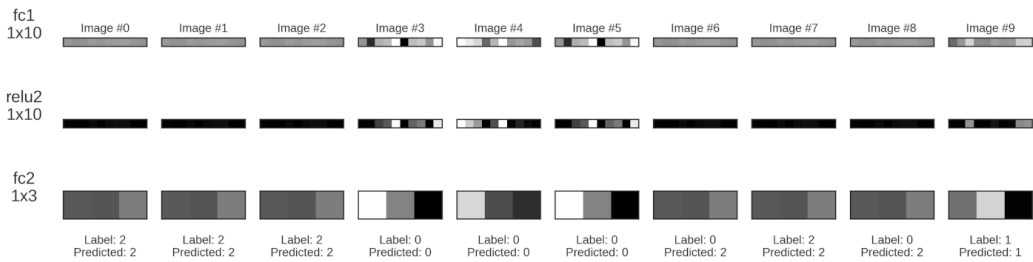 fc1
1x10
Image #0 Image #1 Image #2 Image #3 Image #4 Image #5 Image #6 Image #7 Image #8 Image #9
relu2
1x10
fc2
1x3
Label: 2 Label: 2 Label: 2 Label: 0 Label: 0 Label: 0 Label: 0 Label: 2 Label: 0 Label: 1
Predicted: 2 Predicted: 2 Predicted: 2 Predicted: 0 Predicted: 0 Predicted: 0 Predicted: 2 Predicted: 2 Predicted: 2 Predicted: 1